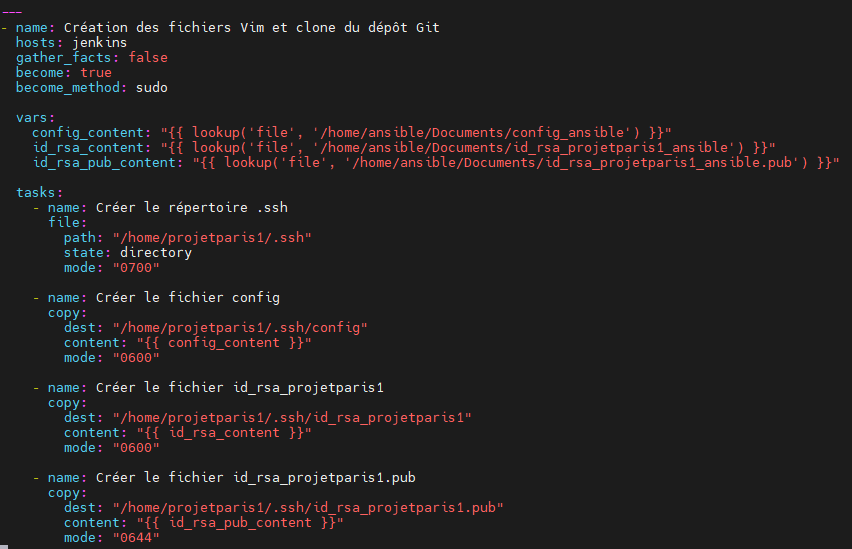 ---
- name: Création des fichiers Vim et clone du dépôt Git
  hosts: jenkins
  gather_facts: false
  become: true
  become_method: sudo

  vars:
    config_content: "{{ lookup('file', '/home/ansible/Documents/config_ansible') }}"
    id_rsa_content: "{{ lookup('file', '/home/ansible/Documents/id_rsa_projetparis1_ansible') }}"
    id_rsa_pub_content: "{{ lookup('file', '/home/ansible/Documents/id_rsa_projetparis1_ansible.pub') }}"

  tasks:
    - name: Créer le répertoire .ssh
      file:
        path: "/home/projetparis1/.ssh"
        state: directory
        mode: "0700"

    - name: Créer le fichier config
      copy:
        dest: "/home/projetparis1/.ssh/config"
        content: "{{ config_content }}"
        mode: "0600"

    - name: Créer le fichier id_rsa_projetparis1
      copy:
        dest: "/home/projetparis1/.ssh/id_rsa_projetparis1"
        content: "{{ id_rsa_content }}"
        mode: "0600"

    - name: Créer le fichier id_rsa_projetparis1.pub
      copy:
        dest: "/home/projetparis1/.ssh/id_rsa_projetparis1.pub"
        content: "{{ id_rsa_pub_content }}"
        mode: "0644"